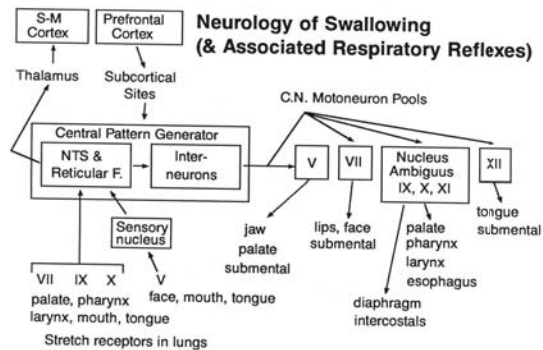 S-M
Cortex
Prefrontal
Cortex
Neurology of Swallowing
(& Associated Respiratory Reflexes)
Thalamus
Subcortical
Sites
C.N. Motoneuron Pools
Central Pattern Generator
NTS &
Reticular F.
Inter-
neurons
V
VII
Nucleus
Ambiguus
IX, X, XI
XII
Sensory
nucleus
jaw
palate
submental
lips, face
submental
palate
pharynx
larynx
esophagus
tongue
submental
diaphragm
intercostals
VII IX X
palate, pharynx
larynx, mouth, tongue
V
face, mouth, tongue
Stretch receptors in lungs